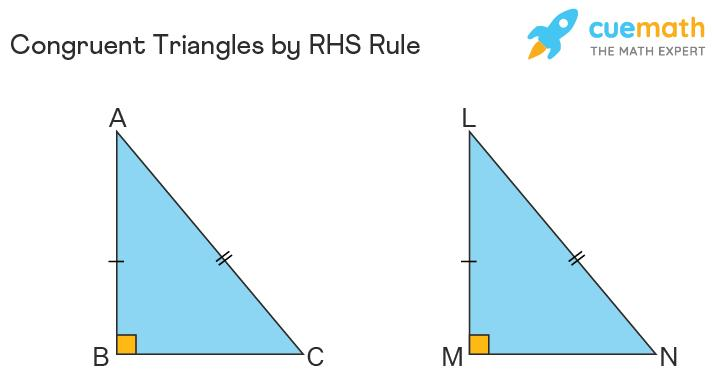 Congruent Triangles by RHS Rule
cuemath
THE MATH EXPERT
A
L
B
C
M
N